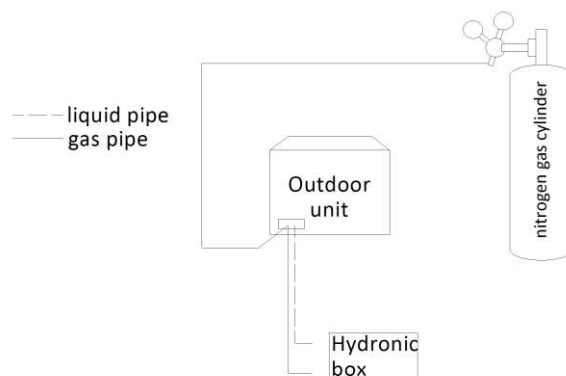 liquid pipe
gas pipe
Outdoor
unit
nitrogen gas cylinder
Hydronic
box